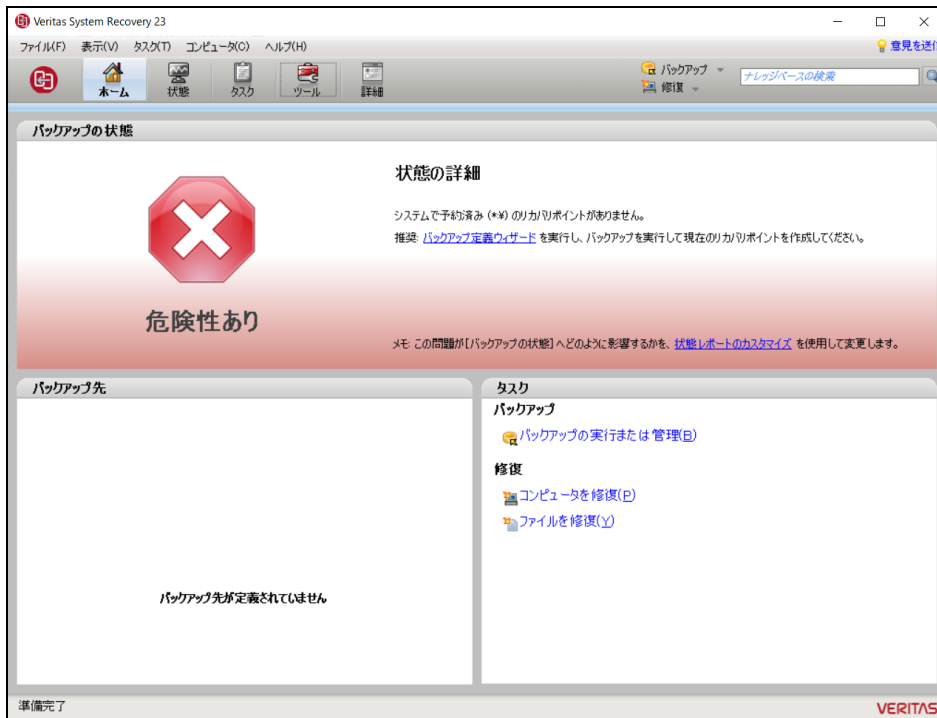 Veritas System Recovery 23
ファイル(F) 表示(V) タスク(T) コンピュータ(C) ヘルプ(H) 意見を送信
ホーム 状態 タスク ツール 詳細
バックアップ
修復
ナレッジベースの検索
バックアップの状態
状態の詳細
システムで予約済み (*:¥) のリカバリポイントがありません。
推奨: バックアップ定義ウィザード を実行し、バックアップを実行して現在のリカバリポイントを作成してください。
危険性あり
メモ: この問題が[バックアップの状態]へどのように影響するかを、状態レポートのカスタマイズ を使用して変更します。
バックアップ先
バックアップ先が定義されていません
タスク
バックアップ
バックアップの実行または管理(B)
修復
コンピュータを修復(P)
ファイルを修復(Y)
準備完了
VERITAS